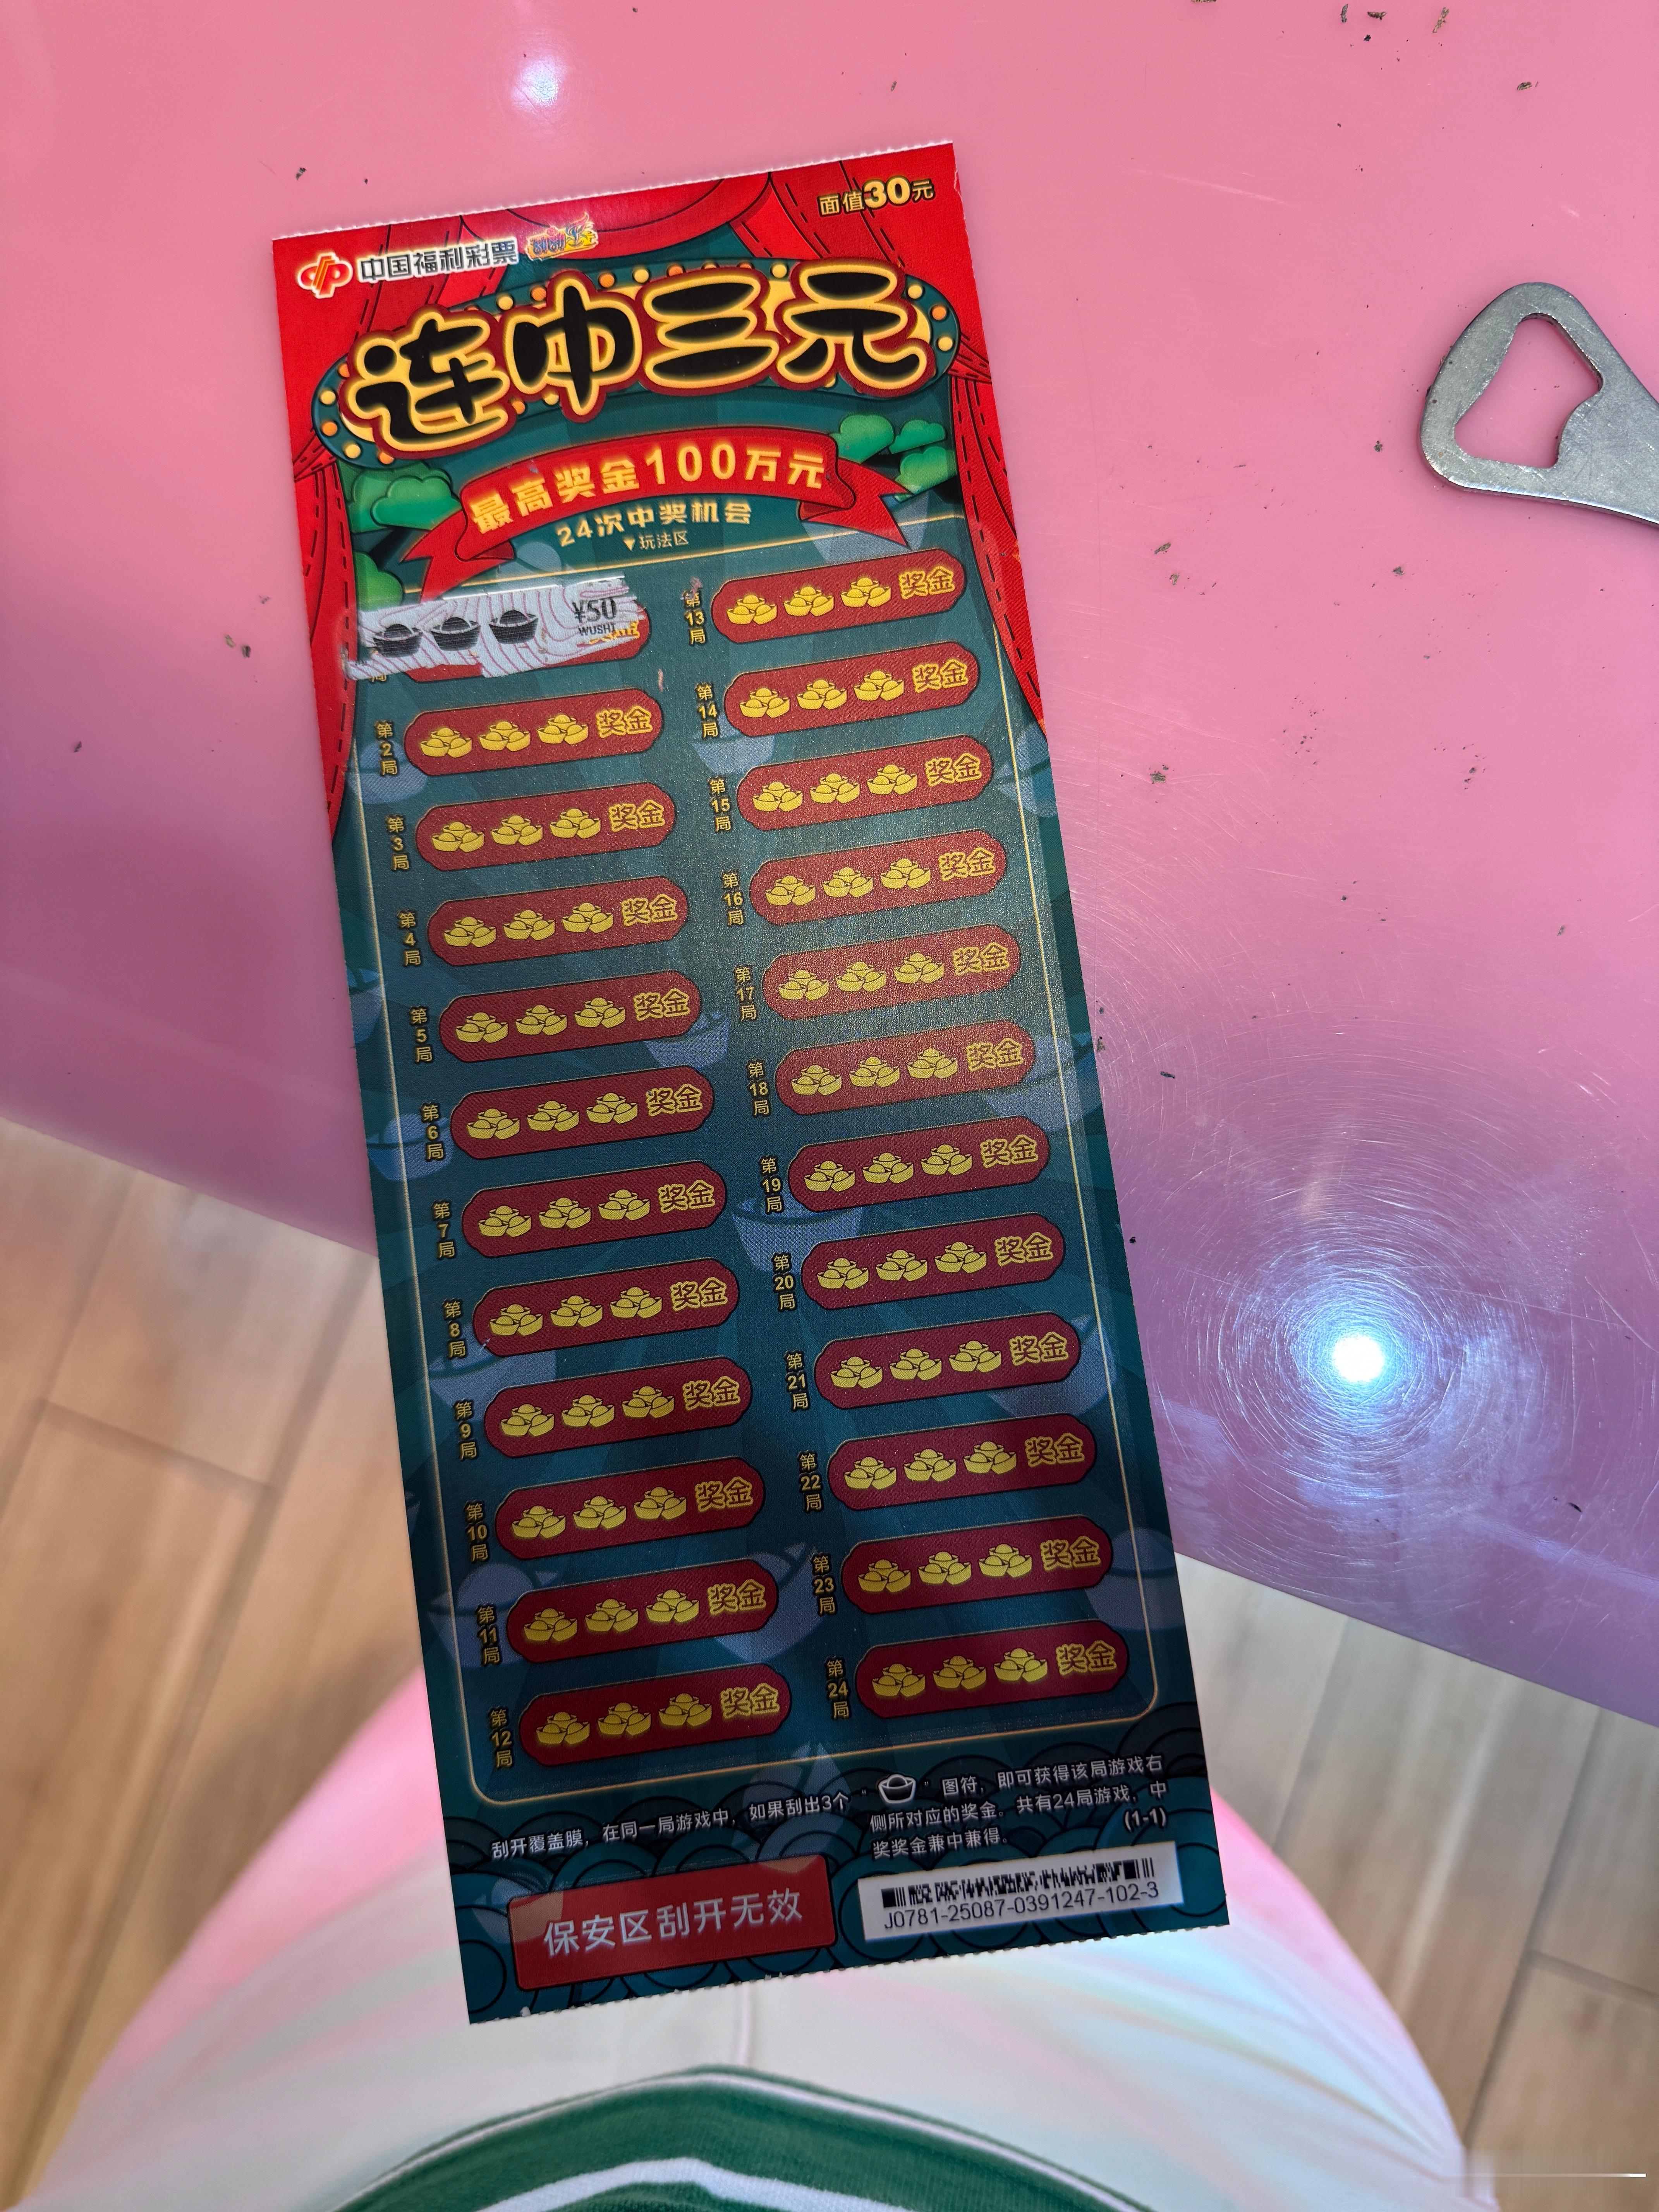 中国福利彩票
面值30元
连中三元
最高奖金100万元
24次中奖机会
▼玩法区
¥50
WUSHI
金
局
第2局 奖金
第3局 奖金
第4局 奖金
第5局 奖金
第6局 奖金
第7局 奖金
第8局 奖金
第9局 奖金
第10局 奖金
第11局 奖金
第12局 奖金
第13局 奖金
第14局 奖金
第15局 奖金
第16局 奖金
第17局 奖金
第18局 奖金
第19局 奖金
第20局 奖金
第21局 奖金
第22局 奖金
第23局 奖金
第24局 奖金
刮开覆盖膜，在同一局游戏中，如果刮出3个“ ”图符，即可获得该局游戏右
侧所对应的奖金。共有24局游戏，中
奖奖金兼中兼得。
(1-1)
保安区刮开无效
J0781-25087-0391247-102-3